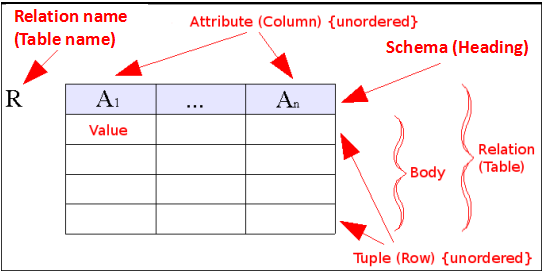 Relation name
(Table name)
Attribute (Column) {unordered}
Schema (Heading)
R
A1
...
An
Value
Body
Relation
(Table)
Tuple (Row) {unordered}